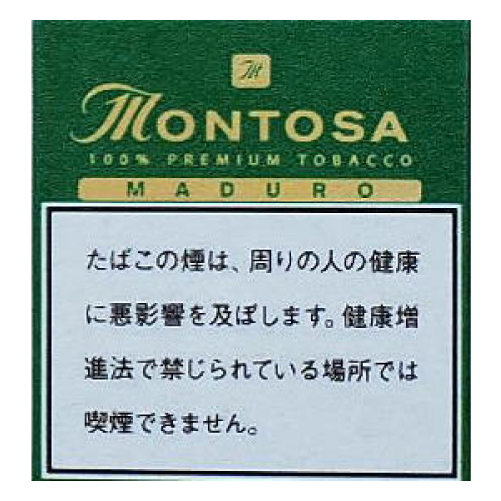 M
MONTOSA
100% PREMIUM TOBACCO
MADURO
たばこの煙は、周りの人の健康
に悪影響を及ぼします。健康増
進法で禁じられている場所では
喫煙できません。